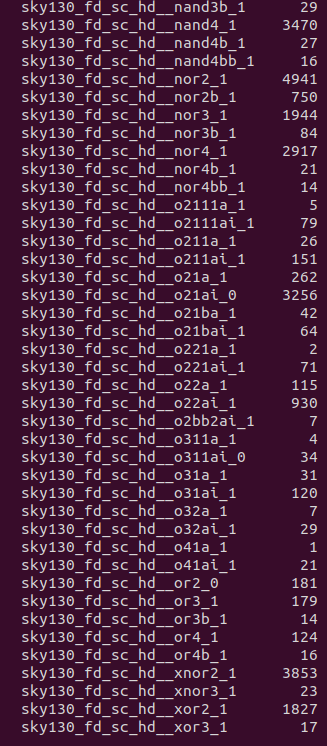 sky130_fd_sc_hd__nand3b_1 29
sky130_fd_sc_hd__nand4_1 3470
sky130_fd_sc_hd__nand4b_1 27
sky130_fd_sc_hd__nand4bb_1 16
sky130_fd_sc_hd__nor2_1 4941
sky130_fd_sc_hd__nor2b_1 750
sky130_fd_sc_hd__nor3_1 1944
sky130_fd_sc_hd__nor3b_1 84
sky130_fd_sc_hd__nor4_1 2917
sky130_fd_sc_hd__nor4b_1 21
sky130_fd_sc_hd__nor4bb_1 14
sky130_fd_sc_hd__o2111a_1 5
sky130_fd_sc_hd__o2111ai_1 79
sky130_fd_sc_hd__o211a_1 26
sky130_fd_sc_hd__o211ai_1 151
sky130_fd_sc_hd__o21a_1 262
sky130_fd_sc_hd__o21ai_0 3256
sky130_fd_sc_hd__o21ba_1 42
sky130_fd_sc_hd__o21bai_1 64
sky130_fd_sc_hd__o221a_1 2
sky130_fd_sc_hd__o221ai_1 71
sky130_fd_sc_hd__o22a_1 115
sky130_fd_sc_hd__o22ai_1 930
sky130_fd_sc_hd__o2bb2ai_1 7
sky130_fd_sc_hd__o311a_1 4
sky130_fd_sc_hd__o311ai_0 34
sky130_fd_sc_hd__o31a_1 31
sky130_fd_sc_hd__o31ai_1 120
sky130_fd_sc_hd__o32a_1 7
sky130_fd_sc_hd__o32ai_1 29
sky130_fd_sc_hd__o41a_1 1
sky130_fd_sc_hd__o41ai_1 21
sky130_fd_sc_hd__or2_0 181
sky130_fd_sc_hd__or3_1 179
sky130_fd_sc_hd__or3b_1 14
sky130_fd_sc_hd__or4_1 124
sky130_fd_sc_hd__or4b_1 16
sky130_fd_sc_hd__xnor2_1 3853
sky130_fd_sc_hd__xnor3_1 23
sky130_fd_sc_hd__xor2_1 1827
sky130_fd_sc_hd__xor3_1 17